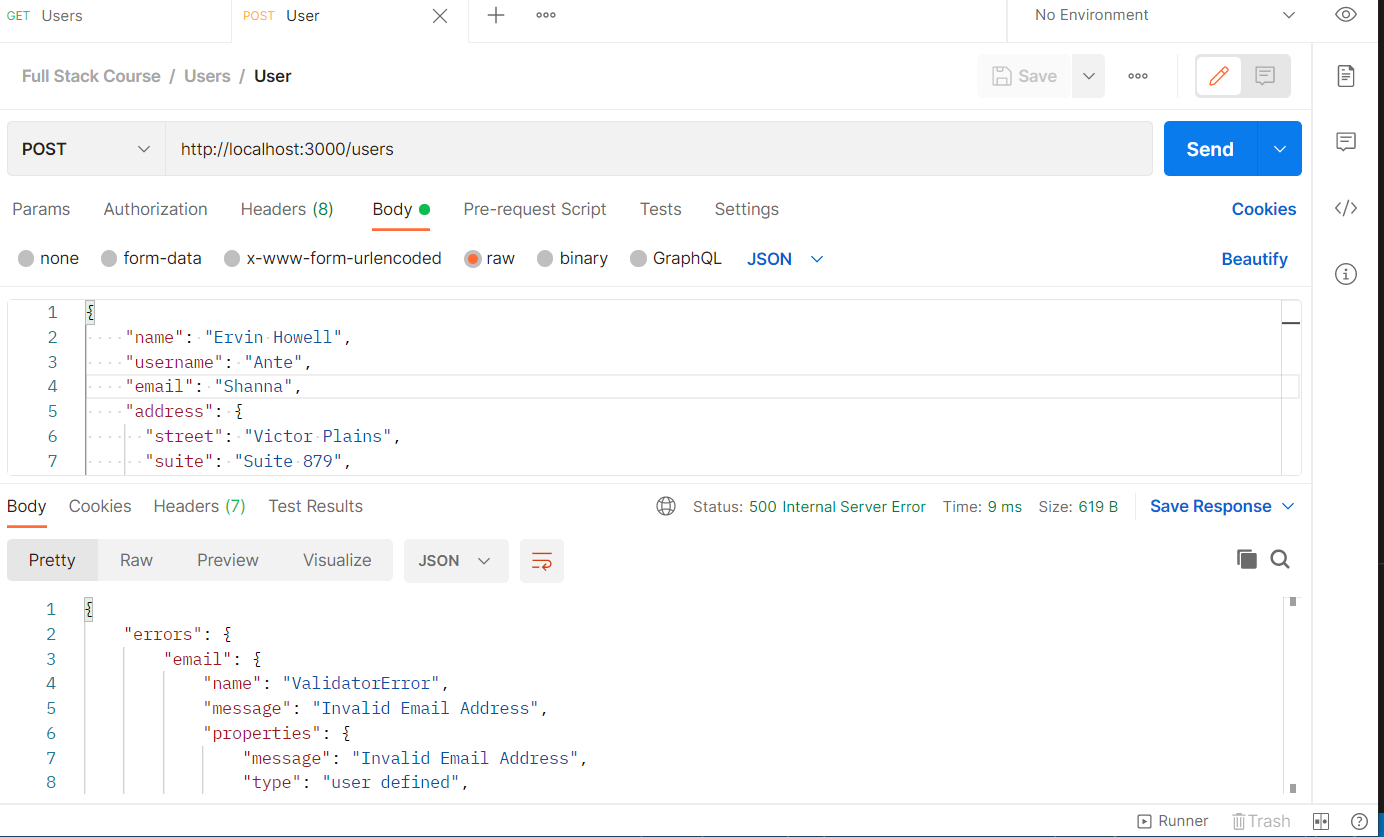 GET Users POST User No Environment
Full Stack Course / Users / User Save
POST http://localhost:3000/users Send
Params Authorization Headers (8) Body Pre-request Script Tests Settings Cookies
none form-data x-www-form-urlencoded raw binary GraphQL JSON Beautify
1 {
2 "name": "Ervin Howell",
3 "username": "Ante",
4 "email": "Shanna",
5 "address": {
6 "street": "Victor Plains",
7 "suite": "Suite 879",
Body Cookies Headers (7) Test Results Status: 500 Internal Server Error Time: 9 ms Size: 619 B Save Response
Pretty Raw Preview Visualize JSON
1 {
2 "errors": {
3 "email": {
4 "name": "ValidatorError",
5 "message": "Invalid Email Address",
6 "properties": {
7 "message": "Invalid Email Address",
8 "type": "user defined",
Runner Trash